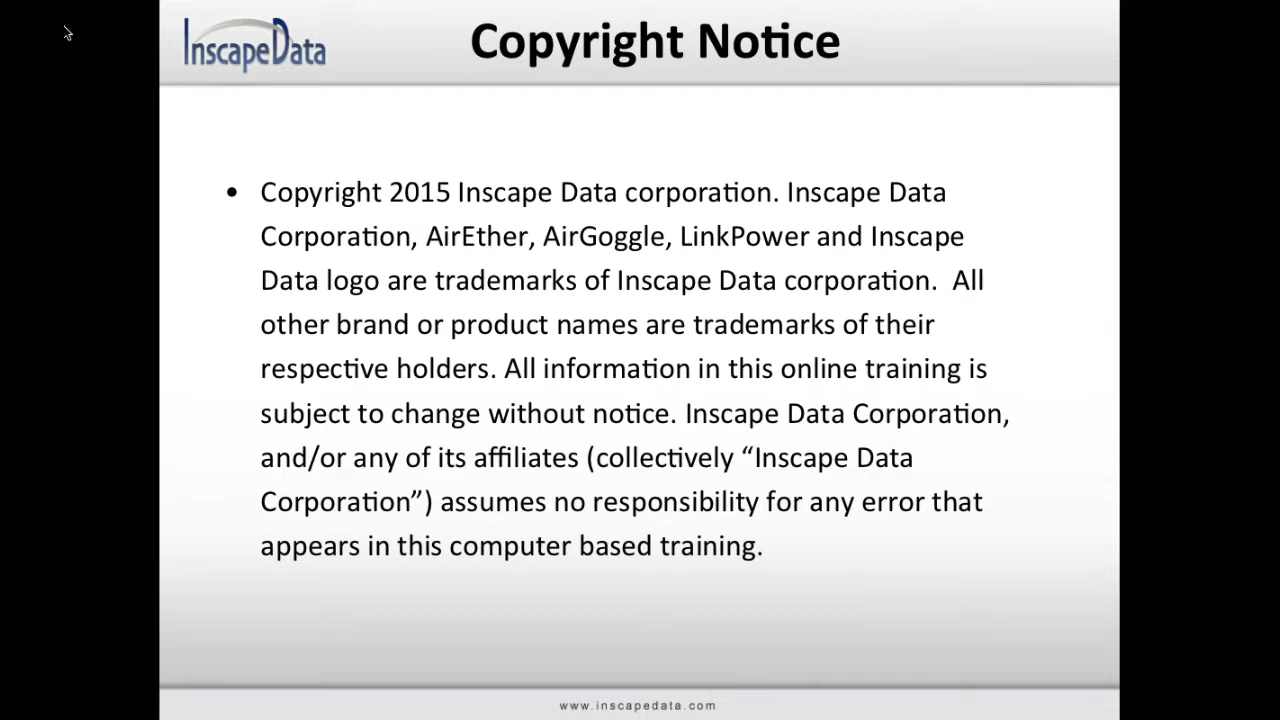 InscapeData
Copyright Notice
• Copyright 2015 Inscape Data corporation. Inscape Data
Corporation, AirEther, AirGoggle, LinkPower and Inscape
Data logo are trademarks of Inscape Data corporation.  All
other brand or product names are trademarks of their
respective holders. All information in this online training is
subject to change without notice. Inscape Data Corporation,
and/or any of its affiliates (collectively “Inscape Data
Corporation”) assumes no responsibility for any error that
appears in this computer based training.
www.inscapedata.com